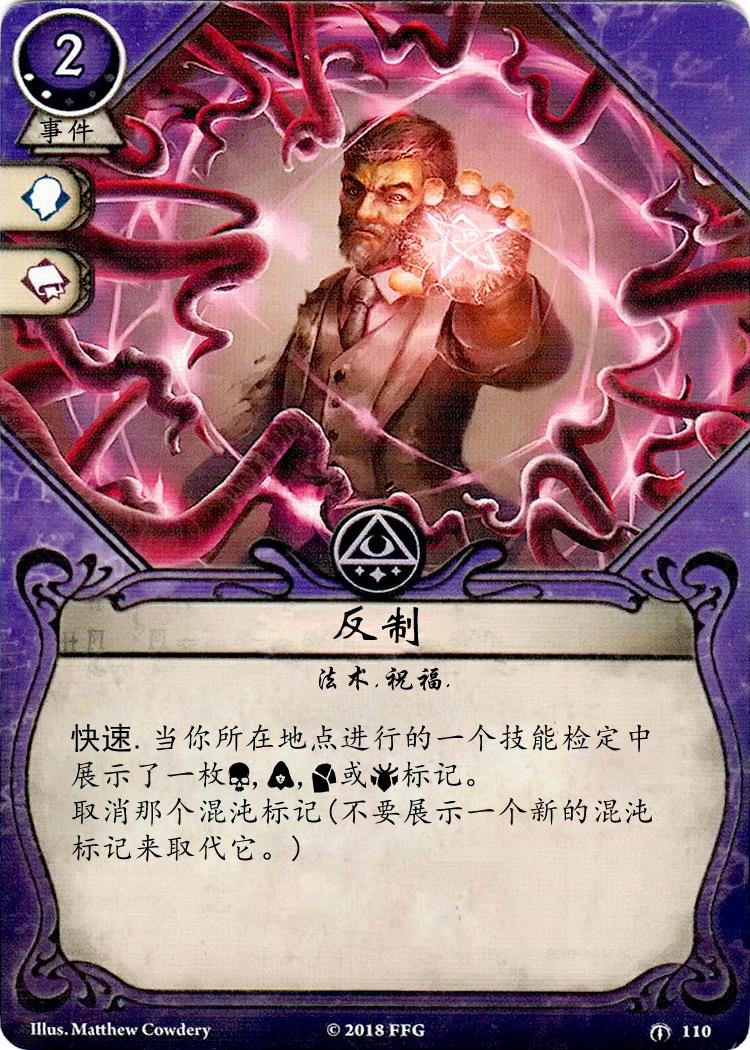 2
事件
反制
法术.祝福.
快速.当你所在地点进行的一个技能检定中
展示了一枚,,或标记。
取消那个混沌标记(不要展示一个新的混沌
标记来取代它。)
Illus. Matthew Cowdery
© 2018 FFG
110